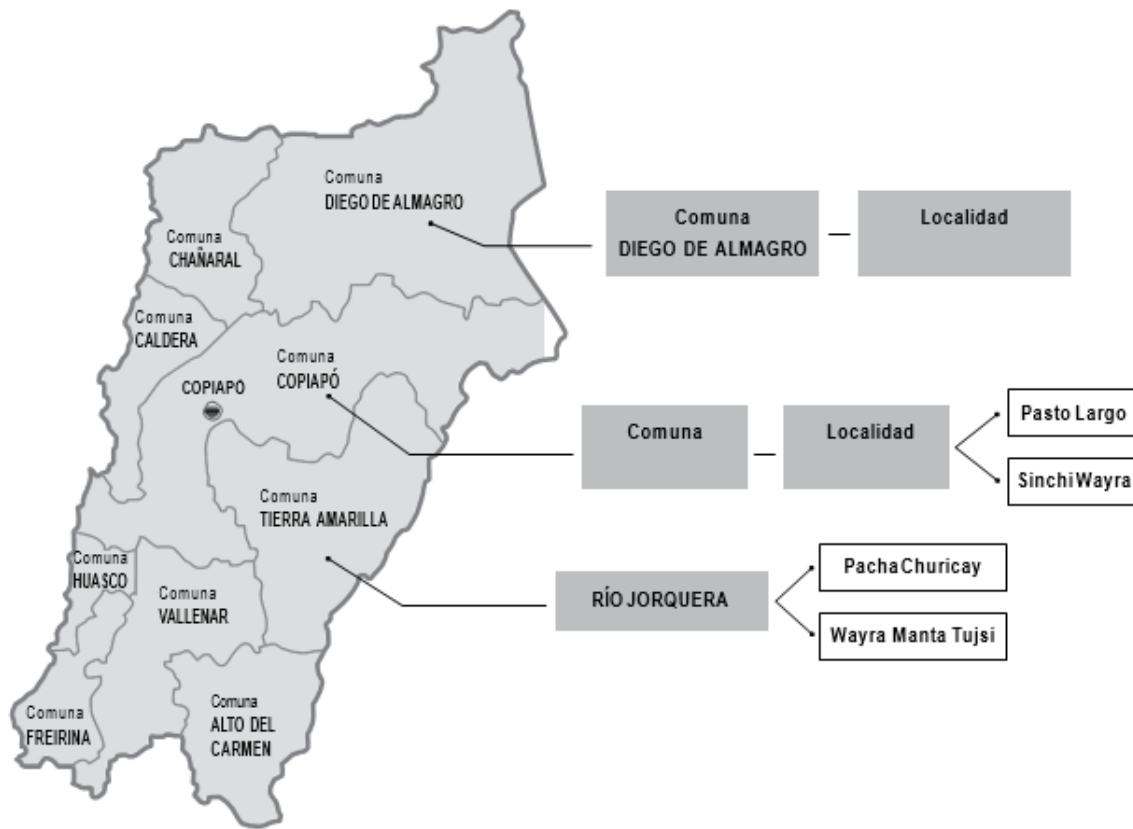 Comuna
DIEGO DE ALMAGRO
Comuna
CHAÑARAL
Comuna
CALDERA
Comuna
COPIAPÓ
COPIAPÓ
Comuna
TIERRA AMARILLA
Comuna
HUASCO
Comuna
VALLENAR
Comuna
FREIRINA
Comuna
ALTO DEL
CARMEN
Comuna
DIEGO DE ALMAGRO
Localidad
Comuna
Localidad
Pasto Largo
Sinchi Wayra
RÍO JORQUERA
Pacha Churicay
Wayra Manta Tujsi